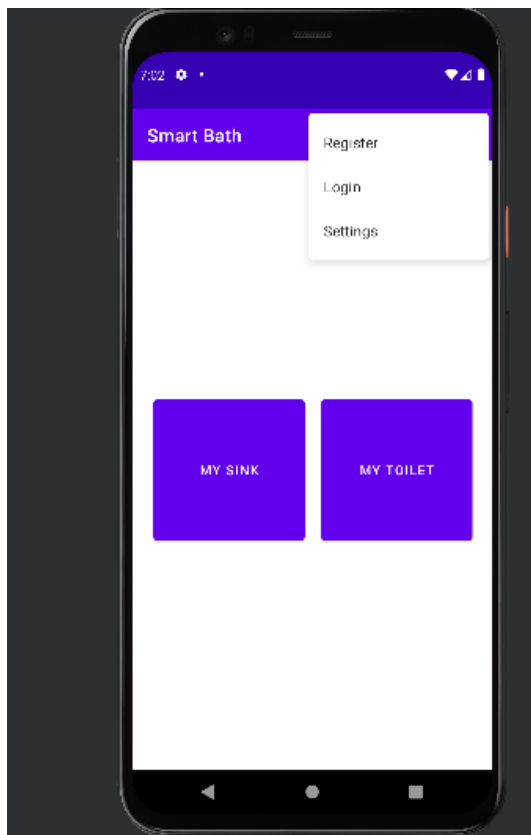 7:02
Smart Bath
Register
Login
Settings
MY SINK
MY TOILET